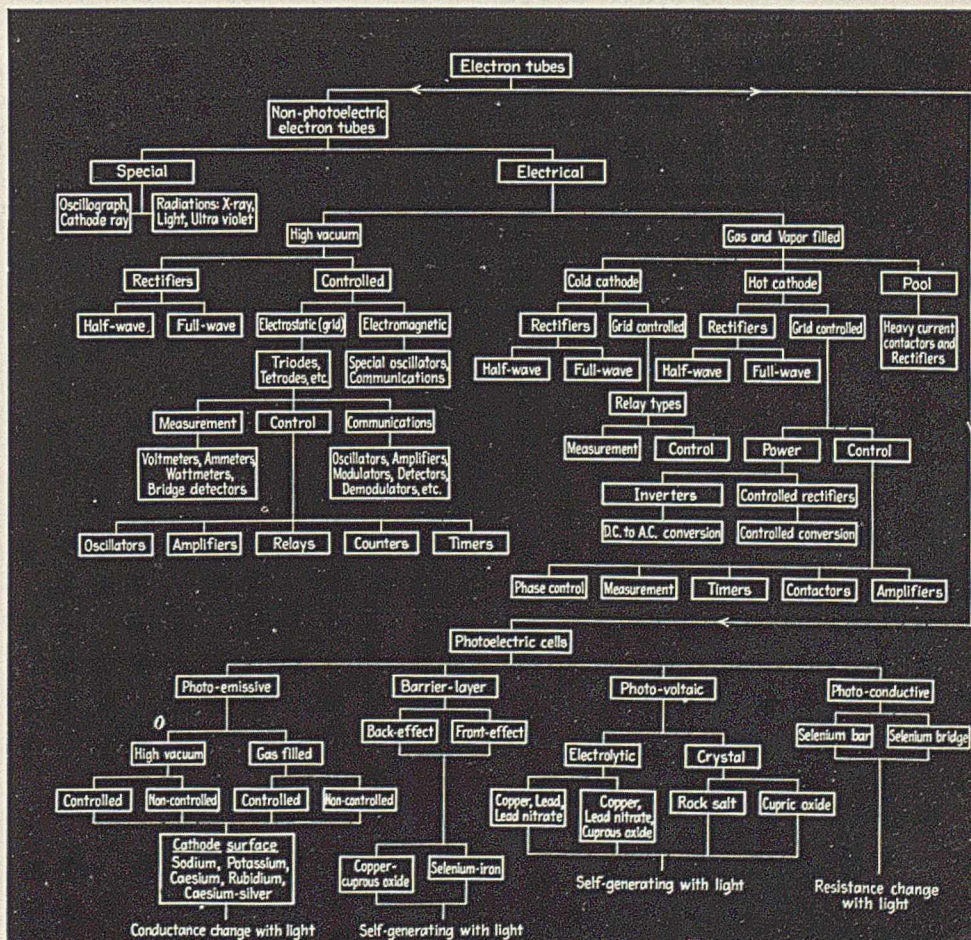 Electron tubes
Non-photoelectric
electron tubes
Special
Electrical
Oscillograph,
Cathode ray
Radiations: X-ray,
Light, Ultra violet
High vacuum
Gas and Vapor filled
Rectifiers
Controlled
Cold cathode
Hot cathode
Pool
Half-wave
Full-wave
Electrostatic (grid)
Electromagnetic
Rectifiers
Grid controlled
Rectifiers
Grid controlled
Heavy current
contactors and
Rectifiers
Triodes,
Tetrodes, etc.
Special oscillators,
Communications
Half-wave
Full-wave
Half-wave
Full-wave
Relay types
Measurement
Control
Communications
Measurement
Control
Power
Control
Voltmeters, Ammeters,
Wattmeters,
Bridge detectors
Oscillators, Amplifiers,
Modulators, Detectors,
Demodulators, etc.
Inverters
Controlled rectifiers
D.C. to A.C. conversion
Controlled conversion
Oscillators
Amplifiers
Relays
Counters
Timers
Phase control
Measurement
Timers
Contactors
Amplifiers
Photoelectric cells
Photo-emissive
Barrier-layer
Photo-voltaic
Photo-conductive
High vacuum
Gas filled
Back-effect
Front-effect
Electrolytic
Crystal
Selenium bar
Selenium bridge
Controlled
Non-controlled
Controlled
Non-controlled
Copper, Lead,
Lead nitrate
Copper,
Lead nitrate,
Cuprous oxide
Rock salt
Cupric oxide
Cathode surface
Sodium, Potassium,
Caesium, Rubidium,
Caesium-silver
Copper-
cuprous oxide
Selenium-iron
Self-generating with light
Resistance change
with light
Conductance change with light
Self-generating with light